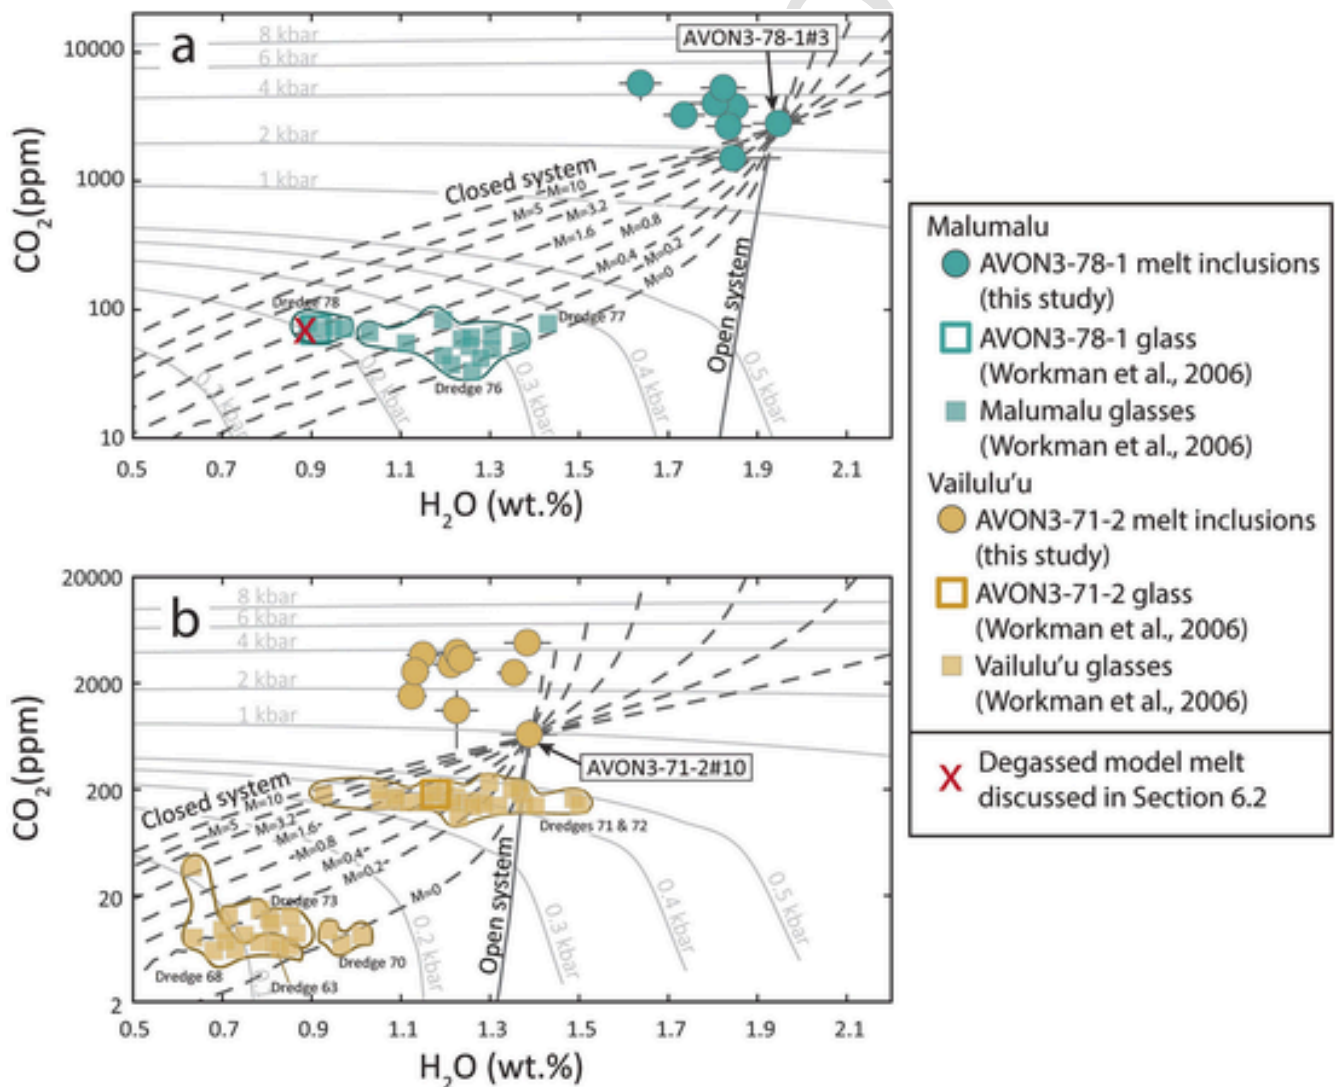 a
8 kbar
6 kbar
4 kbar
2 kbar
1 kbar
AVON3-78-1#3
Closed system
M=10
M=5
M=3.2
M=1.6
M=0.8
M=0.4
M=0.2
M=0
Dredge 78
Dredge 77
Dredge 76
Open system
0.2 kbar
0.3 kbar
0.4 kbar
0.5 kbar
10000
1000
100
10
CO2(ppm)
0.5 0.7 0.9 1.1 1.3 1.5 1.7 1.9 2.1
H2O (wt.%)
b
8 kbar
6 kbar
4 kbar
2 kbar
1 kbar
AVON3-71-2#10
Closed system
M=10
M=5
M=3.2
M=1.6
M=0.8
M=0.4
M=0.2
M=0
Dredges 71 & 72
Dredge 73
Dredge 70
Dredge 68
Dredge 63
Open system
0.2 kbar
0.3 kbar
0.4 kbar
0.5 kbar
20000
2000
200
20
2
CO2(ppm)
0.5 0.7 0.9 1.1 1.3 1.5 1.7 1.9 2.1
H2O (wt.%)
Malumalu
AVON3-78-1 melt inclusions
(this study)
AVON3-78-1 glass
(Workman et al., 2006)
Malumalu glasses
(Workman et al., 2006)
Vailulu'u
AVON3-71-2 melt inclusions
(this study)
AVON3-71-2 glass
(Workman et al., 2006)
Vailulu'u glasses
(Workman et al., 2006)
X Degassed model melt
discussed in Section 6.2